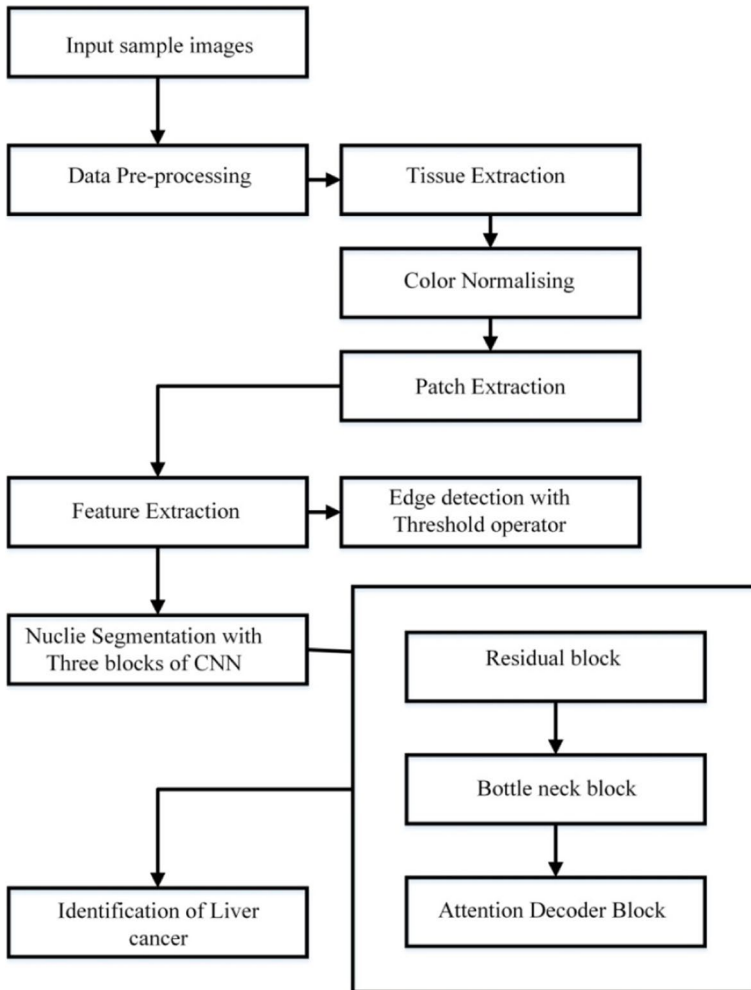 Input sample images
Data Pre-processing
Tissue Extraction
Color Normalising
Patch Extraction
Feature Extraction
Edge detection with
Threshold operator
Nuclie Segmentation with
Three blocks of CNN
Residual block
Bottle neck block
Attention Decoder Block
Identification of Liver
cancer